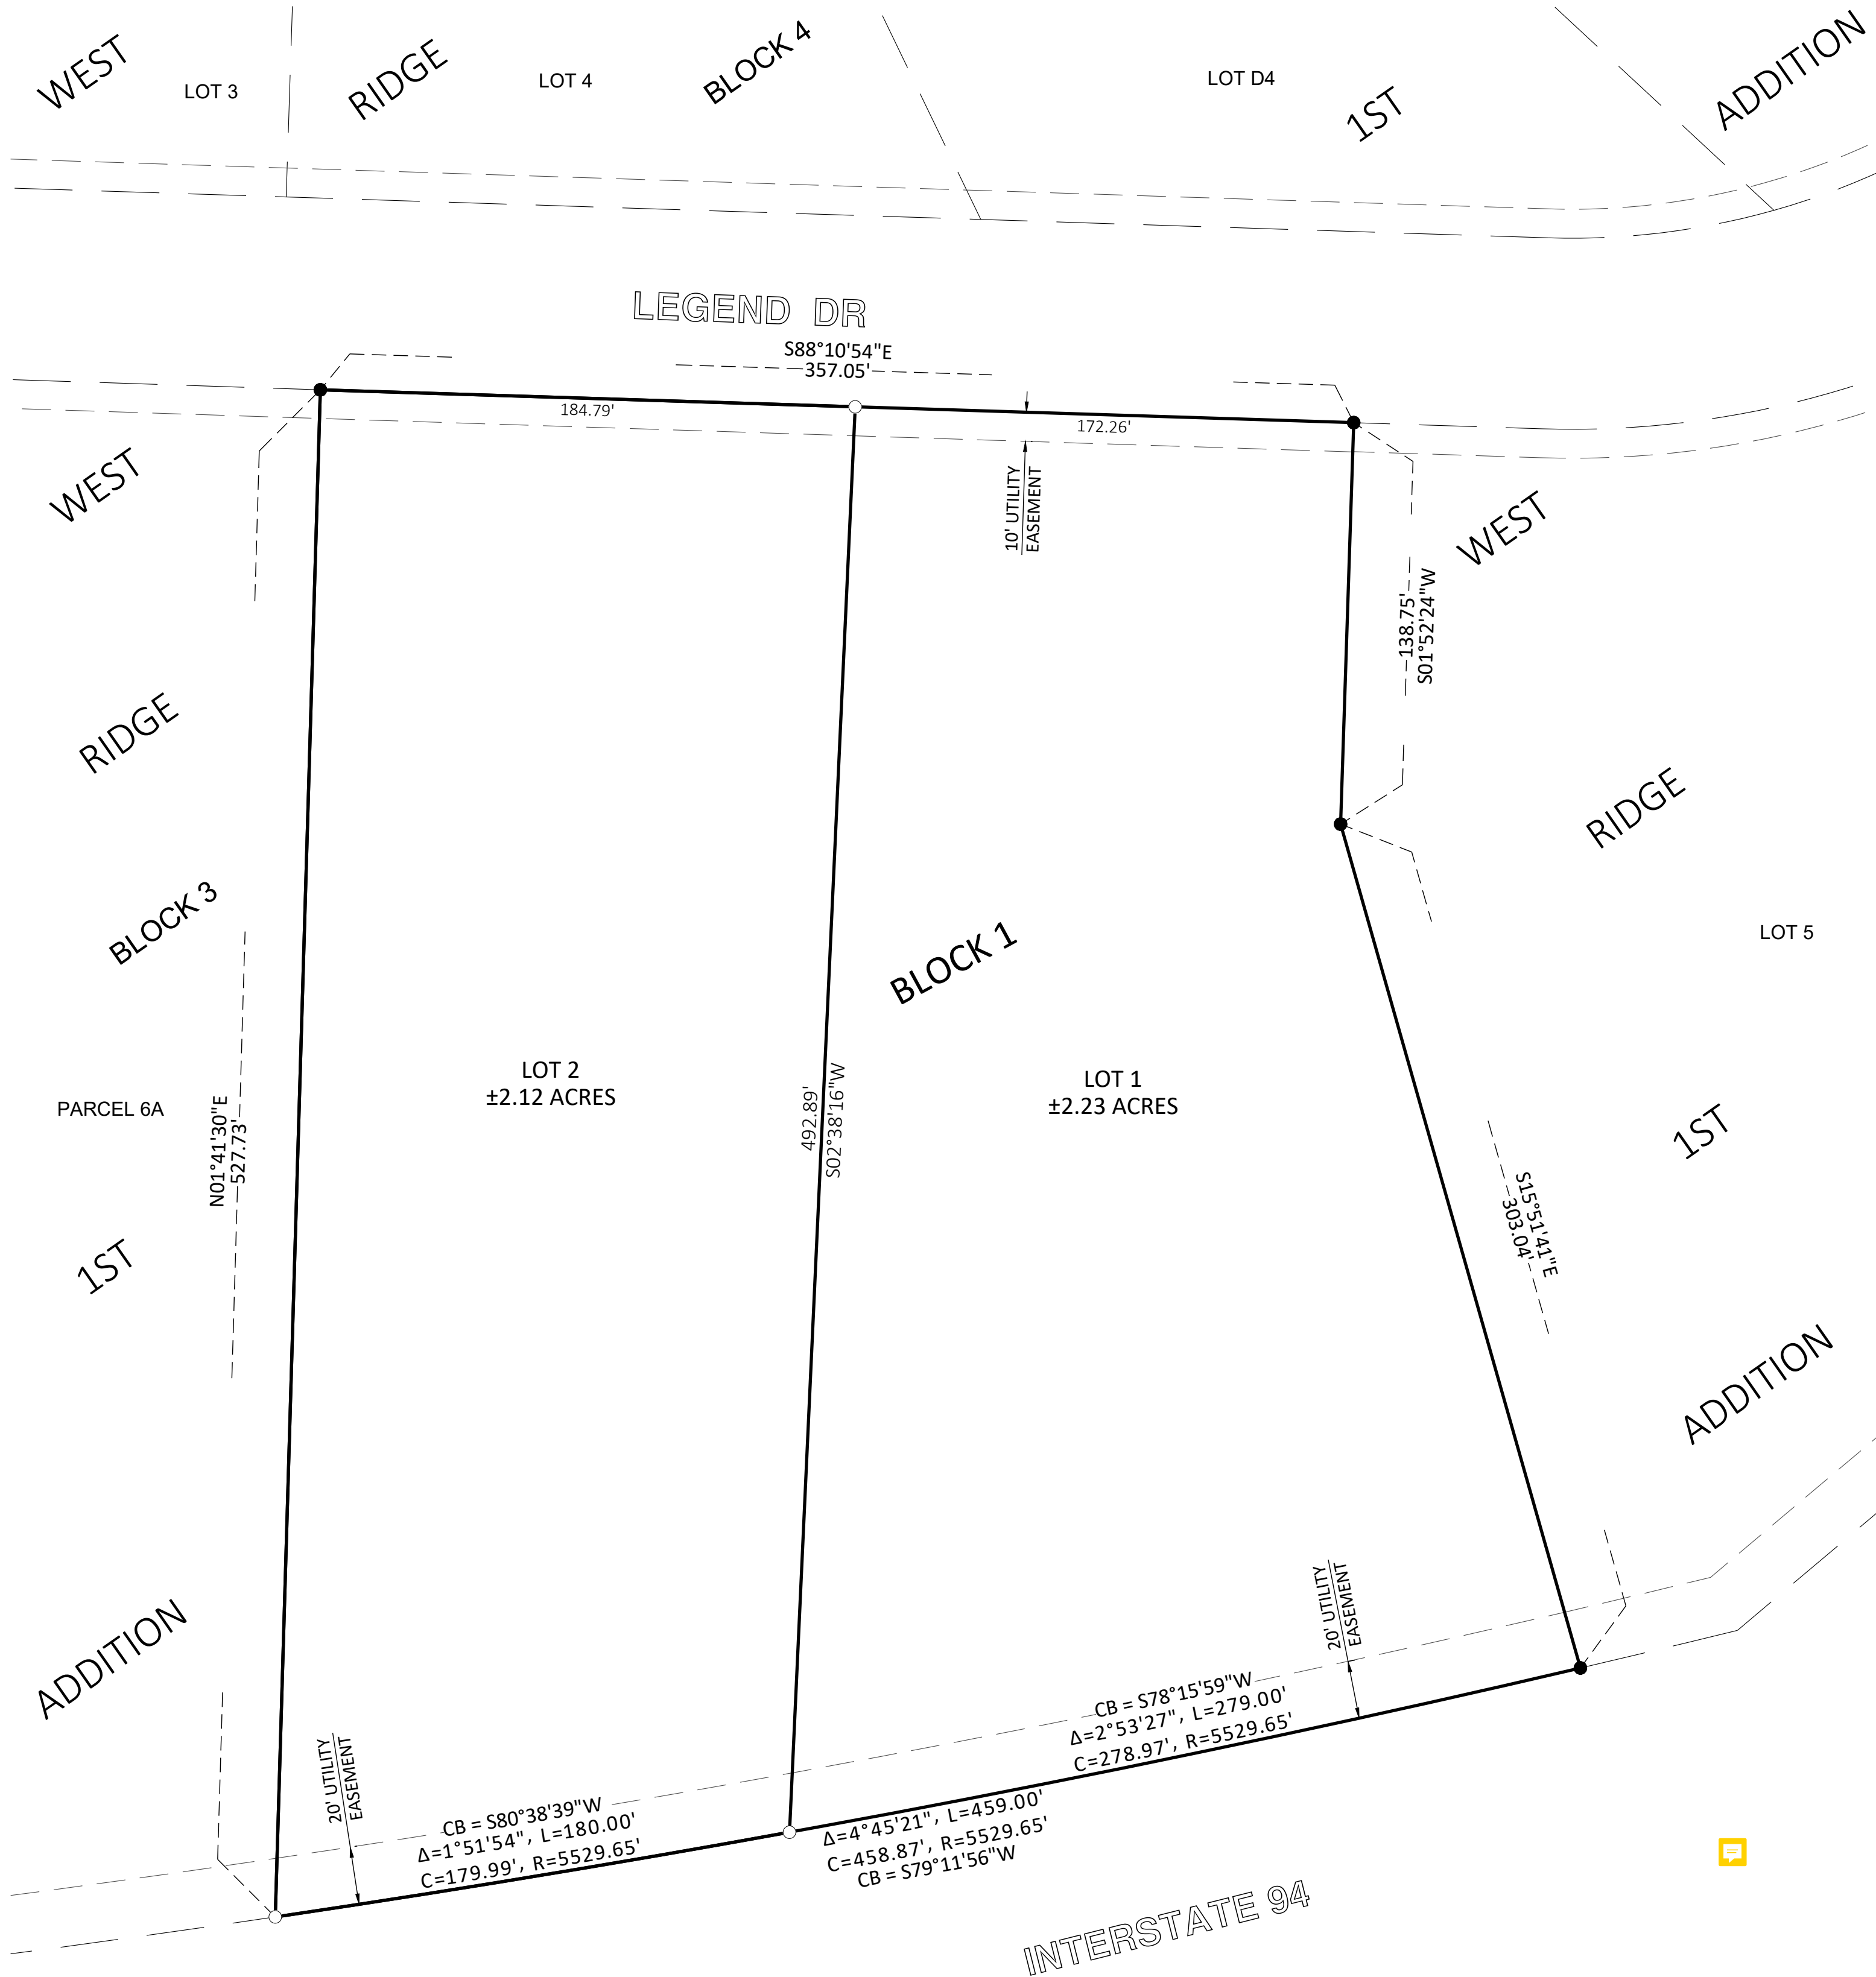 WEST
LOT 3
RIDGE
LOT 4
BLOCK 4
LOT D4
1ST
ADDITION
LEGEND DR
S88°10'54"E
357.05'
184.79'
172.26'
10' UTILITY
EASEMENT
WEST
WEST
138.75'
S01°52'24"W
RIDGE
RIDGE
BLOCK 3
BLOCK 1
LOT 5
LOT 2
±2.12 ACRES
LOT 1
±2.23 ACRES
PARCEL 6A
N01°41'30"E
527.73'
492.89'
S02°38'16"W
1ST
S15°51'41"E
303.04'
1ST
ADDITION
ADDITION
20' UTILITY
EASEMENT
20' UTILITY
EASEMENT
CB = S78°15'59"W
Δ=2°53'27", L=279.00'
C=278.97', R=5529.65'
CB = S80°38'39"W
Δ=1°51'54", L=180.00'
C=179.99', R=5529.65'
Δ=4°45'21", L=459.00'
C=458.87', R=5529.65'
CB = S79°11'56"W
INTERSTATE 94